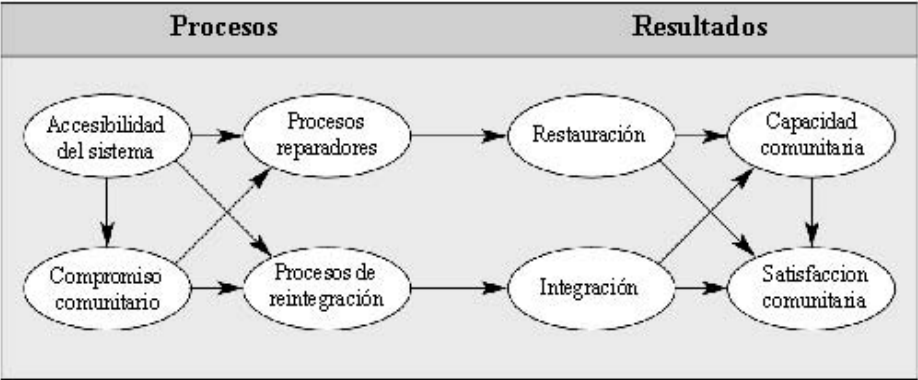 Procesos
Resultados
Accesibilidad
del sistema
Procesos
reparadores
Restauración
Capacidad
comunitaria
Compromiso
comunitario
Procesos de
reintegración
Integración
Satisfaccion
comunitaria